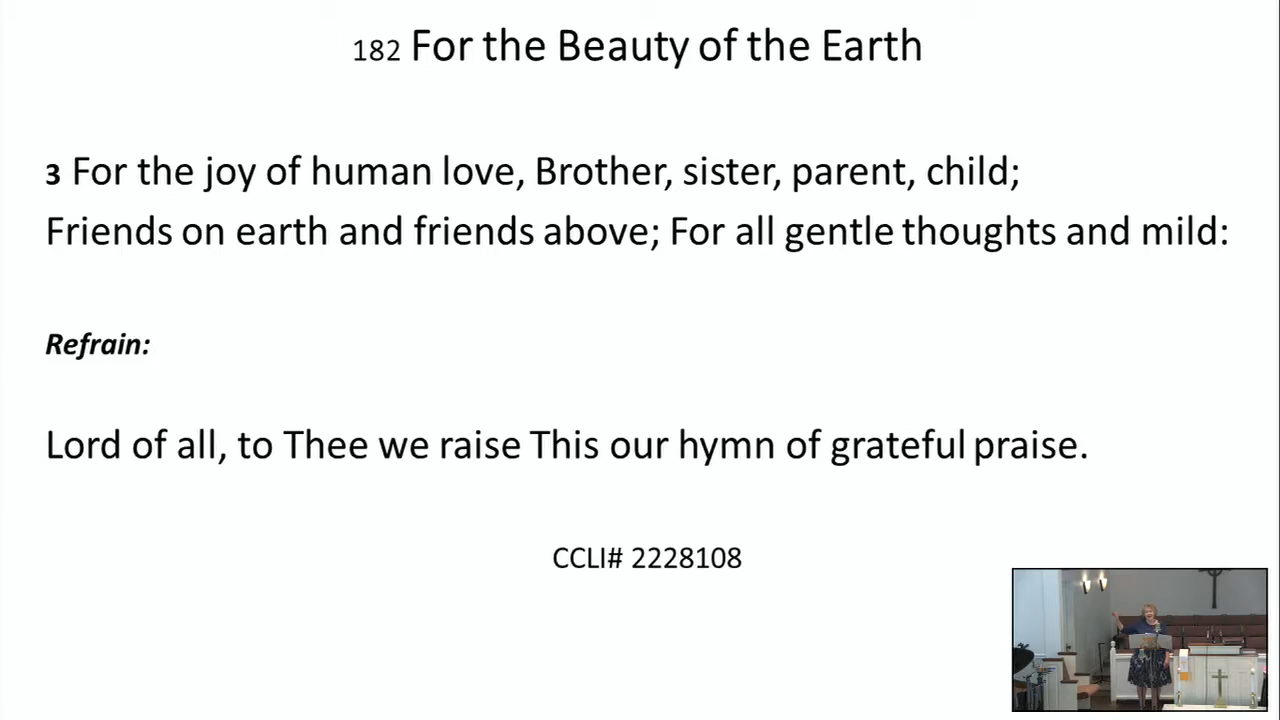 182 For the Beauty of the Earth
3 For the joy of human love, Brother, sister, parent, child;
Friends on earth and friends above; For all gentle thoughts and mild:
Refrain:
Lord of all, to Thee we raise This our hymn of grateful praise.
CCLI# 2228108